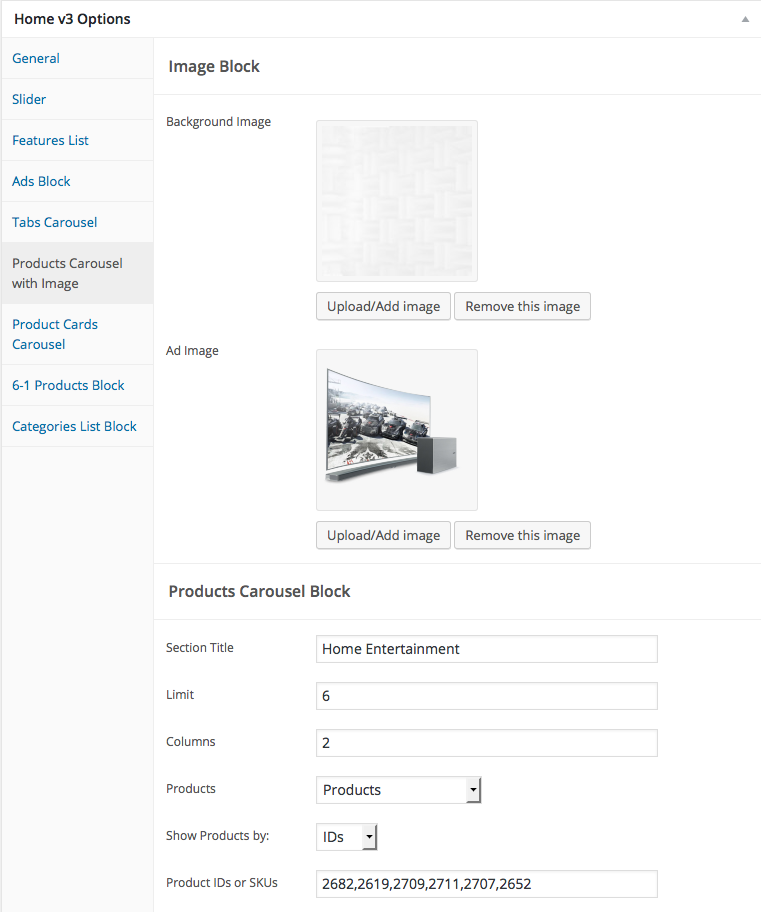 Home v3 Options
General
Slider
Features List
Ads Block
Tabs Carousel
Products Carousel
with Image
Product Cards
Carousel
6-1 Products Block
Categories List Block
Image Block
Background Image
Upload/Add image Remove this image
Ad Image
Upload/Add image Remove this image
Products Carousel Block
Section Title Home Entertainment
Limit 6
Columns 2
Products Products
Show Products by: IDs
Product IDs or SKUs 2682,2619,2709,2711,2707,2652